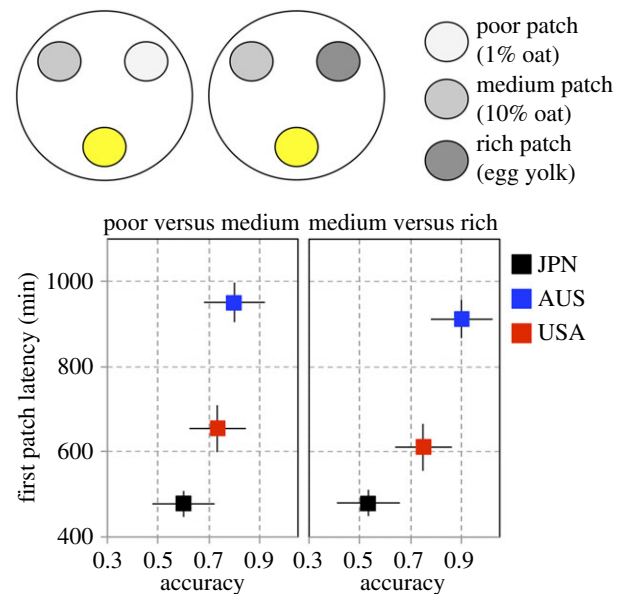 poor patch
(1% oat)
medium patch
(10% oat)
rich patch
(egg yolk)
poor versus medium
medium versus rich
JPN
AUS
USA
first patch latency (min)
1000
800
600
400
0.3 0.5 0.7 0.9
0.3 0.5 0.7 0.9
accuracy
accuracy